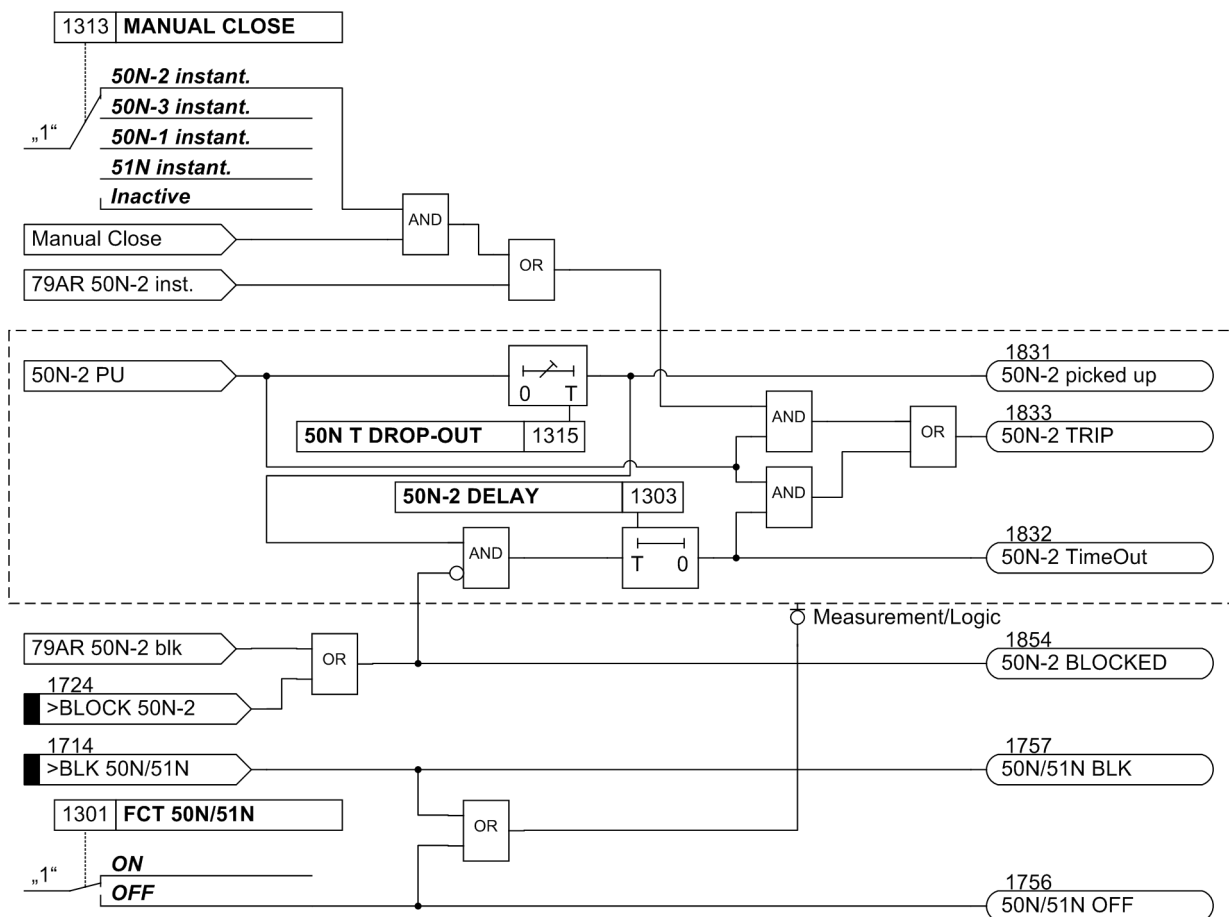 1313 MANUAL CLOSE
50N-2 instant.
50N-3 instant.
„1“
50N-1 instant.
51N instant.
Inactive
AND
Manual Close
OR
79AR 50N-2 inst.
1831
50N-2 PU
50N-2 picked up
0 T
1833
AND
50N T DROP-OUT 1315
OR
50N-2 TRIP
50N-2 DELAY 1303
AND
1832
AND
T 0
50N-2 TimeOut
Measurement/Logic
79AR 50N-2 blk
OR
1854
50N-2 BLOCKED
1724
>BLOCK 50N-2
1714
>BLK 50N/51N
1757
50N/51N BLK
1301 FCT 50N/51N
OR
„1“
ON
OFF
1756
50N/51N OFF